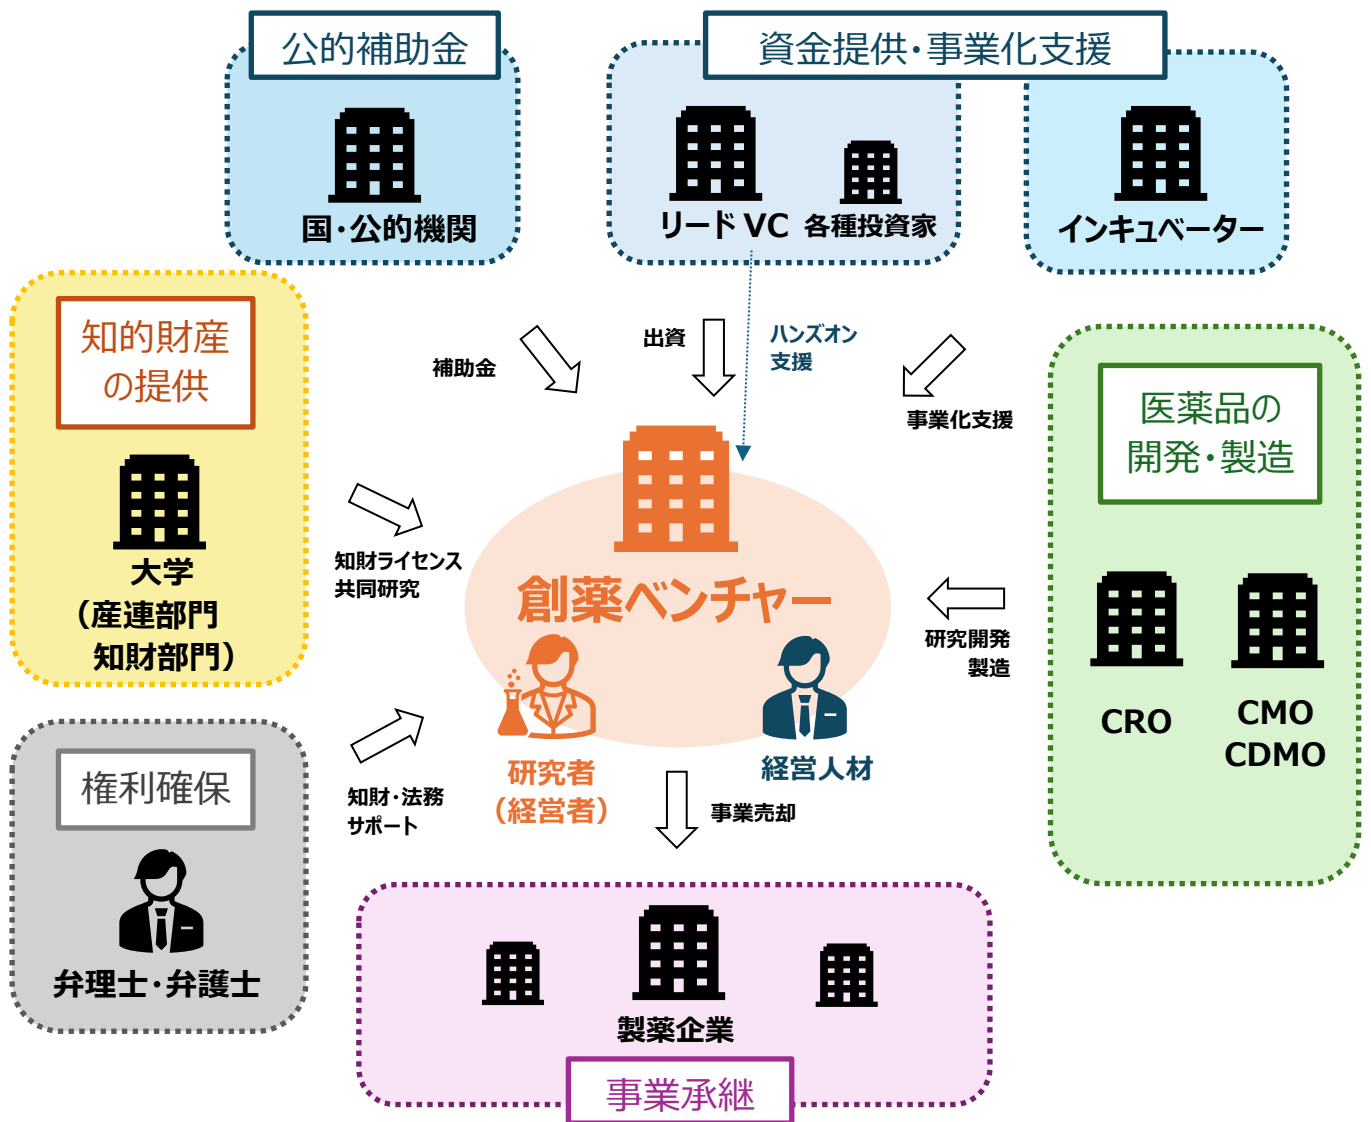 公的補助金
資金提供・事業化支援
国・公的機関
リード VC
各種投資家
インキュベーター
知的財産
の提供
大学
（産連部門
知財部門）
補助金
出資
ハンズオン
支援
事業化支援
医薬品の
開発・製造
CRO
CMO
CDMO
知財ライセンス
共同研究
創薬ベンチャー
研究開発
製造
研究者
（経営者）
経営人材
権利確保
弁理士・弁護士
知財・法務
サポート
事業売却
製薬企業
事業承継